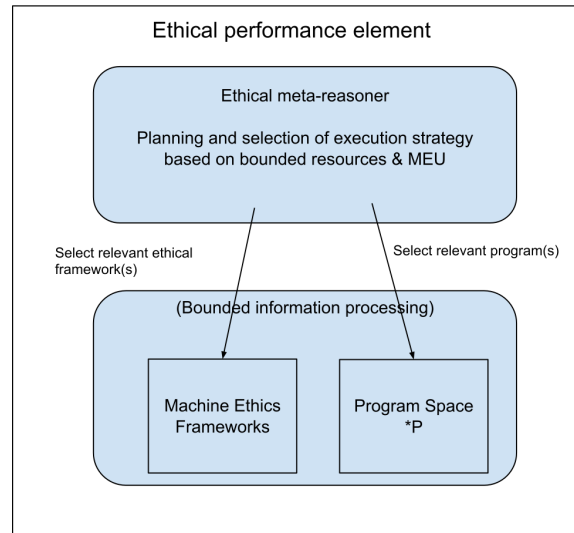 Ethical performance element
Ethical meta-reasoner
Planning and selection of execution strategy
based on bounded resources & MEU
Select relevant ethical
framework(s)
Select relevant program(s)
(Bounded information processing)
Machine Ethics
Frameworks
Program Space
*P